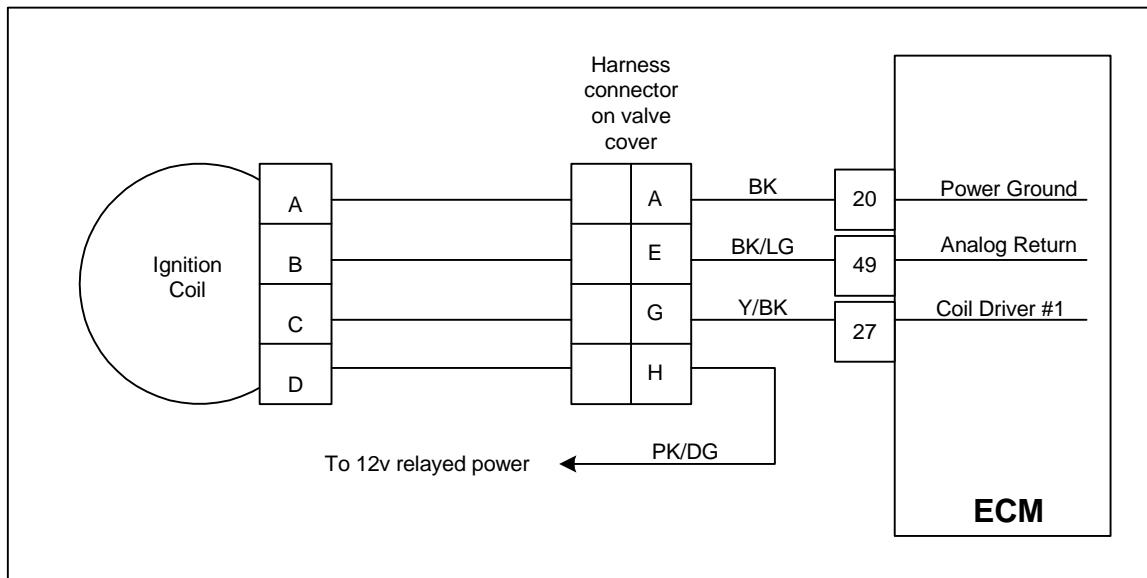 Harness
connector
on valve
cover
A
A
BK
20
Power Ground
Ignition
Coil
B
E
BK/LG
49
Analog Return
C
G
Y/BK
27
Coil Driver #1
D
H
To 12v relayed power
PK/DG
ECM